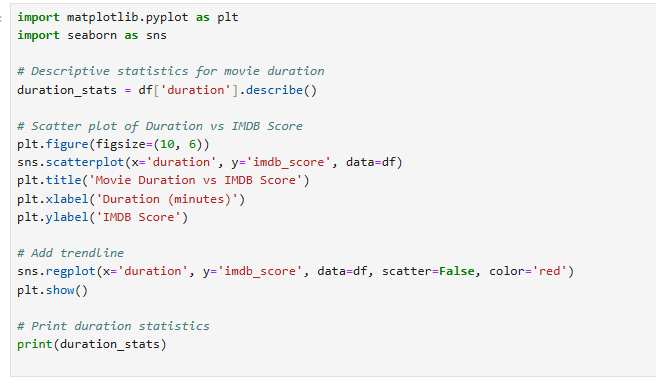 import matplotlib.pyplot as plt
import seaborn as sns
# Descriptive statistics for movie duration
duration_stats = df['duration'].describe()
# Scatter plot of Duration vs IMDB Score
plt.figure(figsize=(10, 6))
sns.scatterplot(x='duration', y='imdb_score', data=df)
plt.title('Movie Duration vs IMDB Score')
plt.xlabel('Duration (minutes)')
plt.ylabel('IMDB Score')
# Add trendline
sns.regplot(x='duration', y='imdb_score', data=df, scatter=False, color='red')
plt.show()
# Print duration statistics
print(duration_stats)